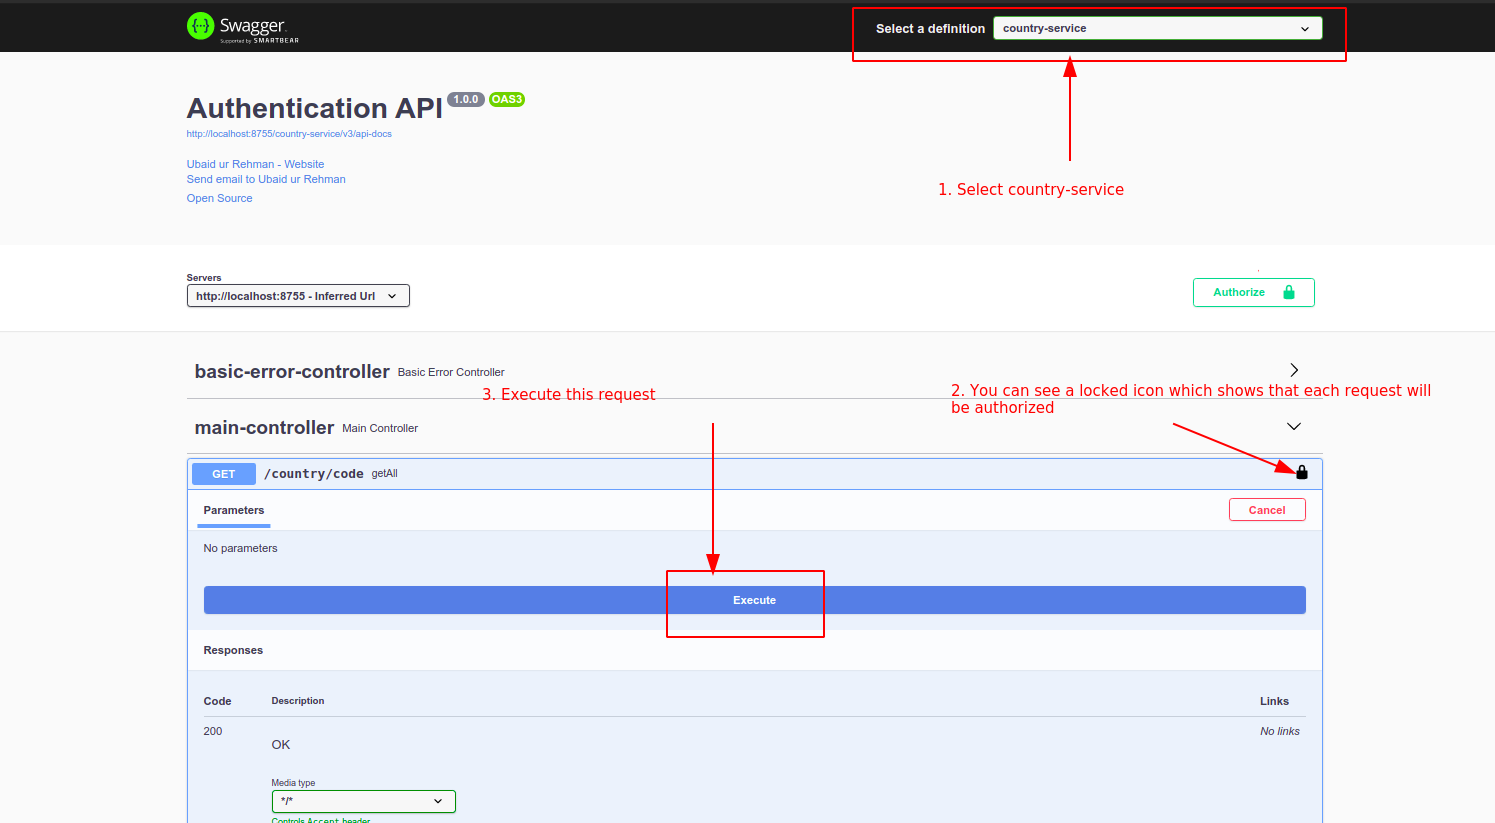 Swagger.
Supported by SMARTBEAR
Select a definition
country-service
Authentication API 1.0.0 OAS3
http://localhost:8755/country-service/v3/api-docs
Ubaid ur Rehman - Website
Send email to Ubaid ur Rehman
Open Source
1. Select country-service
Servers
http://localhost:8755 - Inferred Url
Authorize
basic-error-controller Basic Error Controller
3. Execute this request
2. You can see a locked icon which shows that each request will
be authorized
main-controller Main Controller
GET /country/code getAll
Parameters
Cancel
No parameters
Execute
Responses
Code Description Links
200 No links
OK
Media type
*/*
Controls Accept header